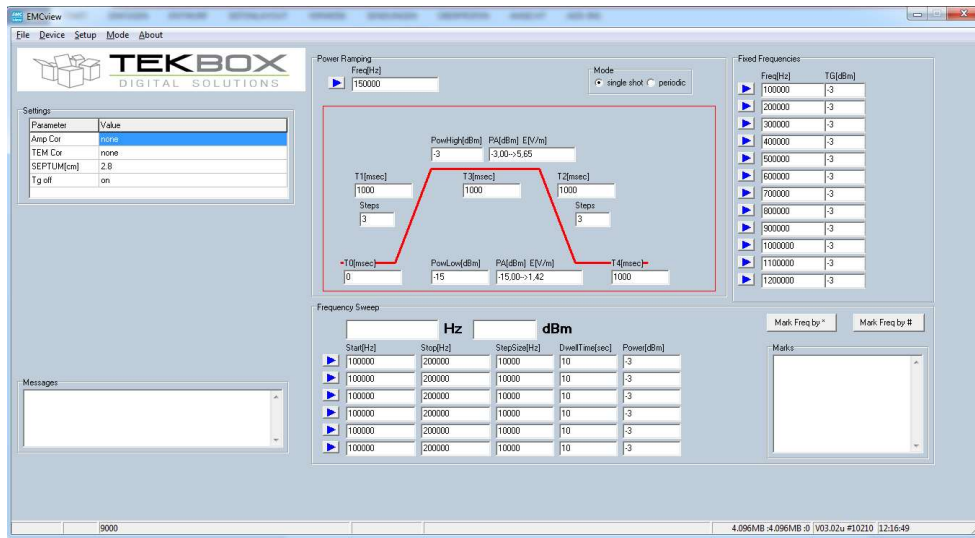 EMCview
File Device Setup Mode About
TEKBOX
DIGITAL SOLUTIONS
Settings
Parameter Value
Amp Cor none
TEM Cor none
SEPTUM[cm] 2.8
Tg off on
Messages
Power Ramping
Freq[Hz]
150000
Mode
single shot periodic
PowHigh[dBm] PA[dBm] E[V/m]
-3 -3,00-->5,65
T1[msec] T3[msec] T2[msec]
1000 1000 1000
Steps Steps
3 3
T0[msec] PowLow[dBm] PA[dBm] E[V/m] T4[msec]
0 -15 -15,00-->1,42 1000
Fixed Frequencies
Freq[Hz] TG[dBm]
100000 -3
200000 -3
300000 -3
400000 -3
500000 -3
600000 -3
700000 -3
800000 -3
900000 -3
1000000 -3
1100000 -3
1200000 -3
Frequency Sweep
Hz dBm
Start[Hz] Stop[Hz] StepSize[Hz] DwellTime[sec] Power[dBm]
100000 200000 10000 10 -3
100000 200000 10000 10 -3
100000 200000 10000 10 -3
100000 200000 10000 10 -3
100000 200000 10000 10 -3
100000 200000 10000 10 -3
Mark Freq by * Mark Freq by #
Marks
9000 4.096MB :4.096MB :0 V03.02u #10210 12:16:49